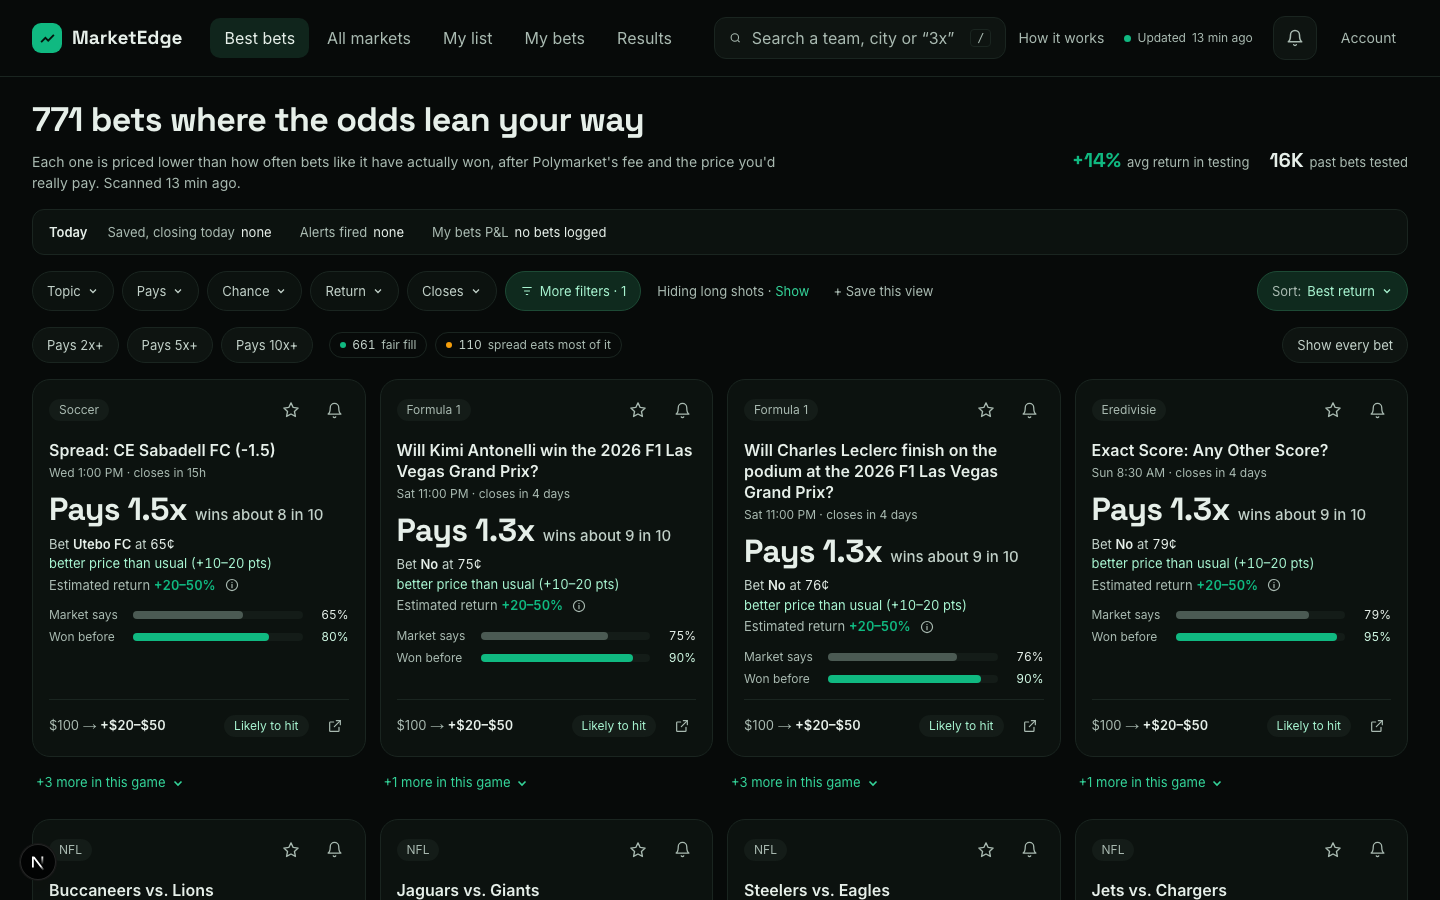 MarketEdge
Best bets
All markets
My list
My bets
Results
Search a team, city or “3x”
/
How it works
Updated 13 min ago
Account
771 bets where the odds lean your way
Each one is priced lower than how often bets like it have actually won, after Polymarket's fee and the price you'd
really pay. Scanned 13 min ago.
+14% avg return in testing
16K past bets tested
Today
Saved, closing today none
Alerts fired none
My bets P&L no bets logged
Topic
Pays
Chance
Return
Closes
More filters · 1
Hiding long shots · Show
+ Save this view
Sort: Best return
Pays 2x+
Pays 5x+
Pays 10x+
661 fair fill
110 spread eats most of it
Show every bet
Soccer
Spread: CE Sabadell FC (-1.5)
Wed 1:00 PM · closes in 15h
Pays 1.5x wins about 8 in 10
Bet Utebo FC at 65¢
better price than usual (+10–20 pts)
Estimated return +20–50%
Market says 65%
Won before 80%
$100 → +$20–$50
Likely to hit
+3 more in this game
Formula 1
Will Kimi Antonelli win the 2026 F1 Las
Vegas Grand Prix?
Sat 11:00 PM · closes in 4 days
Pays 1.3x wins about 9 in 10
Bet No at 75¢
better price than usual (+10–20 pts)
Estimated return +20–50%
Market says 75%
Won before 90%
$100 → +$20–$50
Likely to hit
+1 more in this game
Formula 1
Will Charles Leclerc finish on the
podium at the 2026 F1 Las Vegas
Grand Prix?
Sat 11:00 PM · closes in 4 days
Pays 1.3x wins about 9 in 10
Bet No at 76¢
better price than usual (+10–20 pts)
Estimated return +20–50%
Market says 76%
Won before 90%
$100 → +$20–$50
Likely to hit
+3 more in this game
Eredivisie
Exact Score: Any Other Score?
Sun 8:30 AM · closes in 4 days
Pays 1.3x wins about 9 in 10
Bet No at 79¢
better price than usual (+10–20 pts)
Estimated return +20–50%
Market says 79%
Won before 95%
$100 → +$20–$50
Likely to hit
+1 more in this game
N
NFL
Buccaneers vs. Lions
NFL
Jaguars vs. Giants
NFL
Steelers vs. Eagles
NFL
Jets vs. Chargers